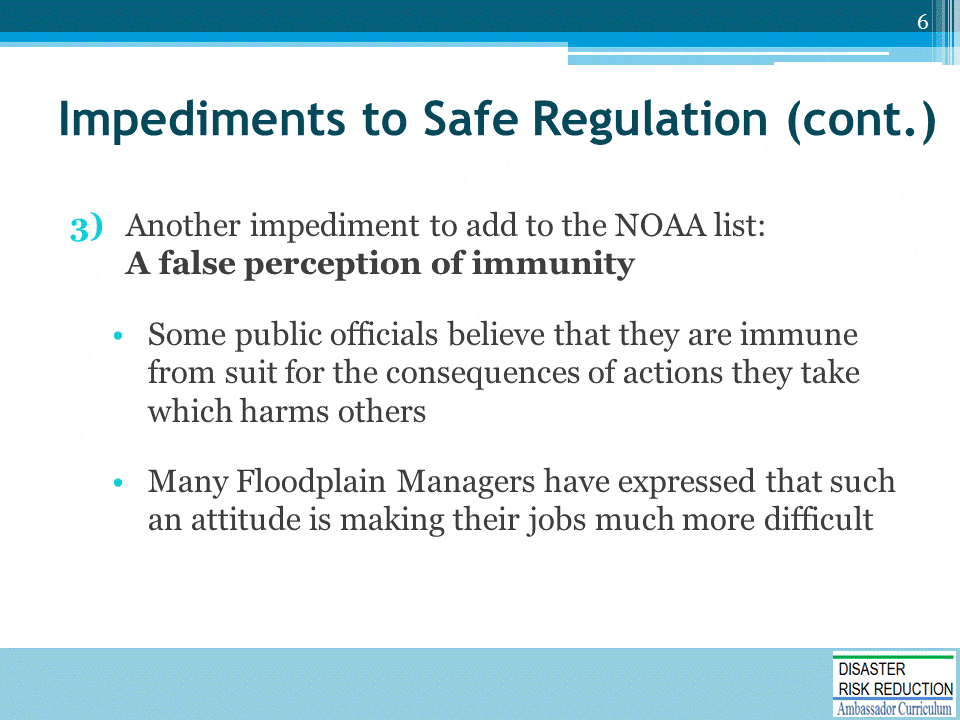 6
Impediments to Safe Regulation (cont.)
3) Another impediment to add to the NOAA list:
A false perception of immunity
• Some public officials believe that they are immune
from suit for the consequences of actions they take
which harms others
• Many Floodplain Managers have expressed that such
an attitude is making their jobs much more difficult
DISASTER
RISK REDUCTION
Ambassador Curriculum